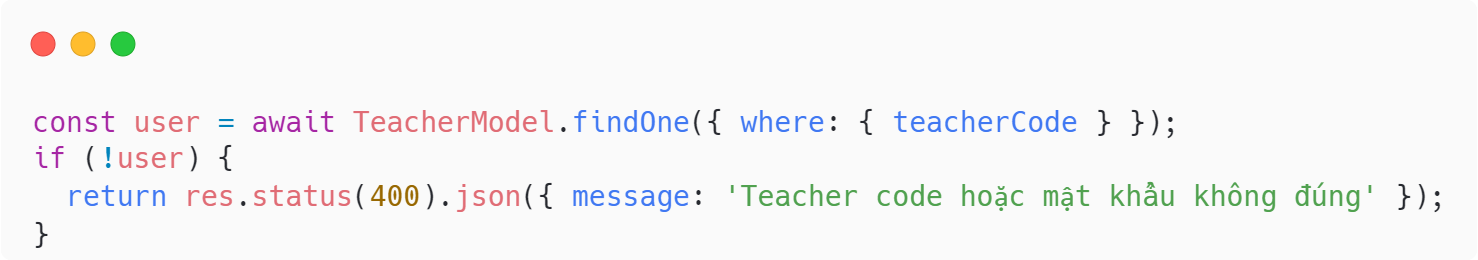 const user = await TeacherModel.findOne({ where: { teacherCode } });
if (!user) {
  return res.status(400).json({ message: 'Teacher code hoặc mật khẩu không đúng' });
}